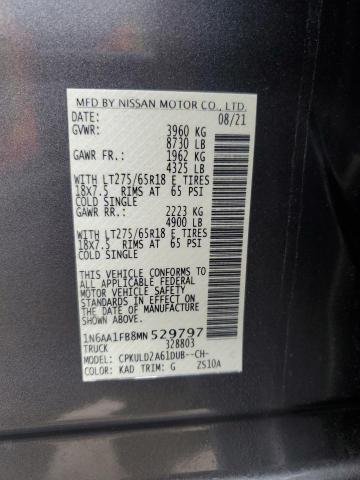 MFD BY NISSAN MOTOR CO., LTD.
DATE: 08/21
GVWR: 3960 KG
8730 LB
GAWR FR: 1962 KG
4325 LB
WITH LT275/65R18 E TIRES
18X7.5 RIMS AT 65 PSI
COLD SINGLE
GAWR RR: 2223 KG
4900 LB
WITH LT275/65R18 E TIRES
18X7.5 RIMS AT 65 PSI
COLD SINGLE
THIS VEHICLE CONFORMS TO
ALL APPLICABLE FEDERAL
MOTOR VEHICLE SAFETY
STANDARDS IN EFFECT ON THE
DATE OF MANUFACTURE
SHOWN ABOVE.
1N6AA1FB8MN 529797
TRUCK 328803
MODEL: CPKULD2A61DUB--CH-
COLOR: KAD TRIM: G ZS10A